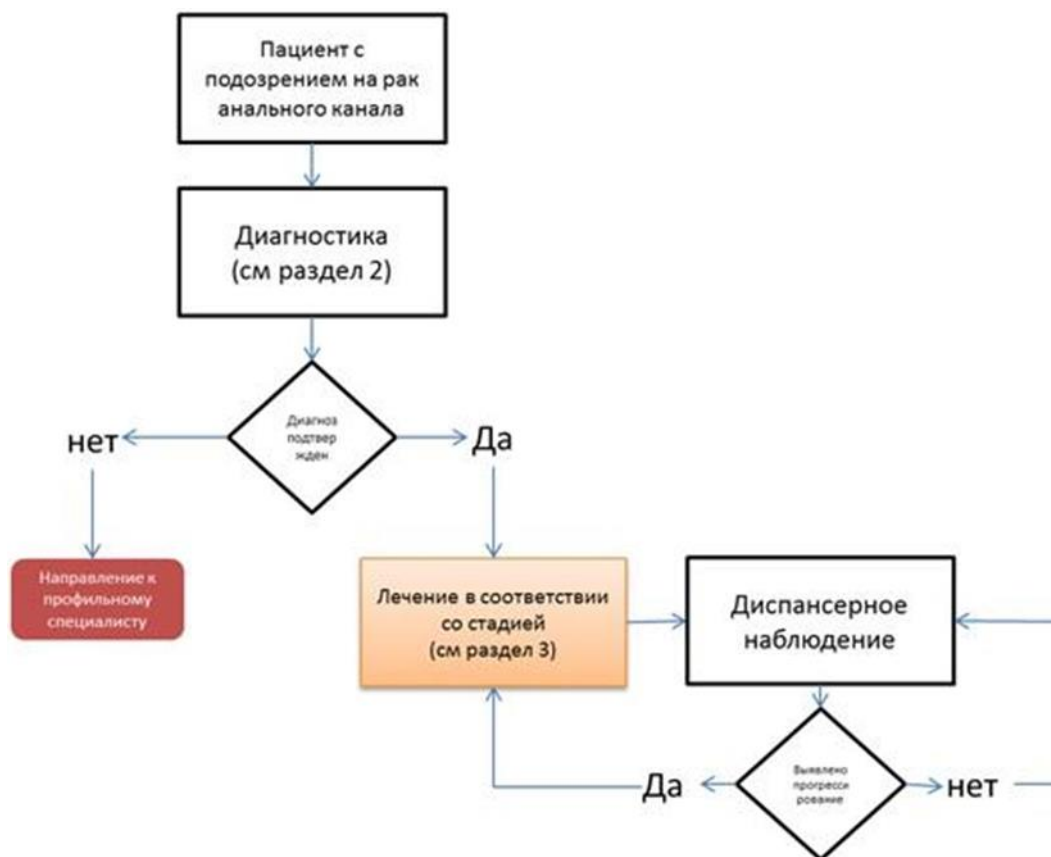 Пациент с
подозрением на рак
анального канала
Диагностика
(см раздел 2)
Диагноз
подтвер
жден
нет
Да
Направление к
профильному
специалисту
Лечение в соответствии
со стадией
(см раздел 3)
Диспансерное
наблюдение
Выявлено
прогресси
рование
Да
нет